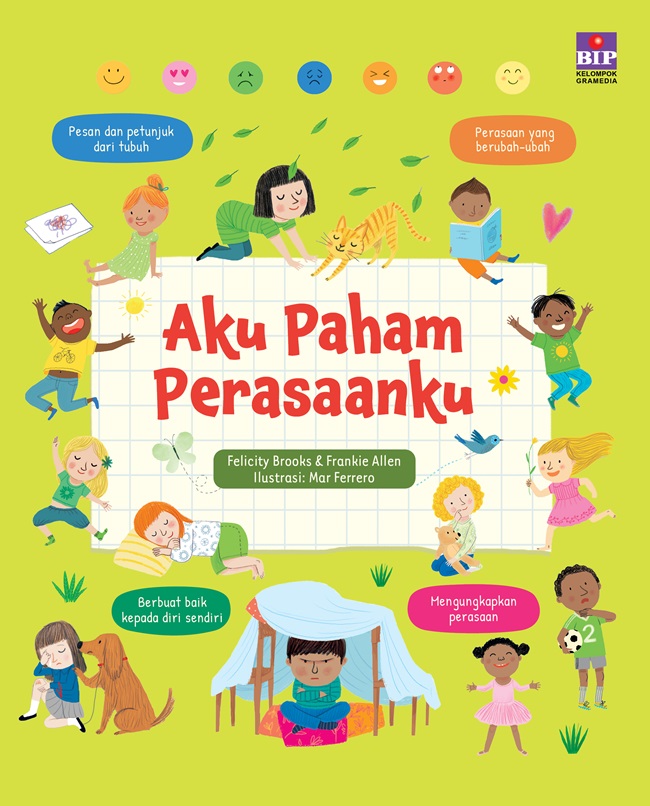 BIP
KELOMPOK
GRAMEDIA
Pesan dan petunjuk
dari tubuh
Perasaan yang
berubah-ubah
Aku Paham
Perasaanku
Felicity Brooks & Frankie Allen
Ilustrasi: Mar Ferrero
Berbuat baik
kepada diri sendiri
Mengungkapkan
perasaan
2